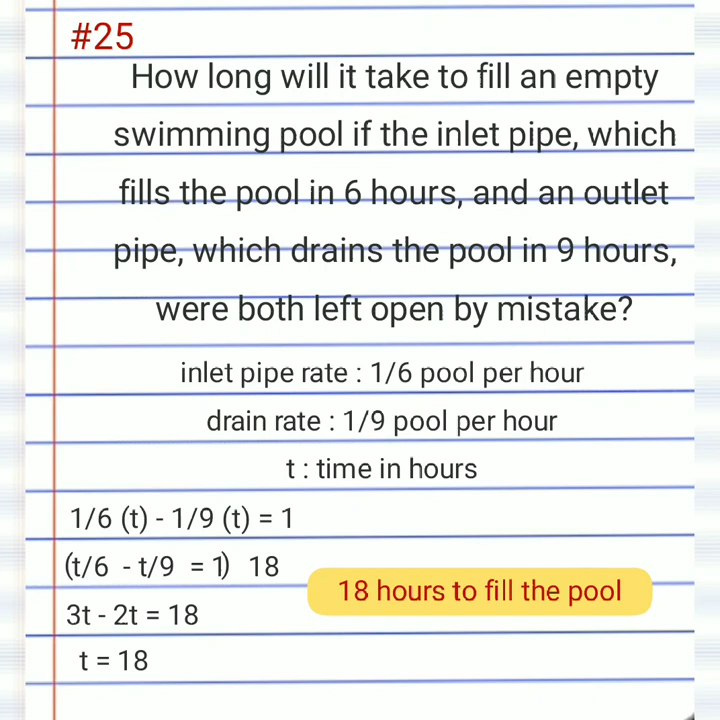 #25
How long will it take to fill an empty
swimming pool if the inlet pipe, which
fills the pool in 6 hours, and an outlet
pipe, which drains the pool in 9 hours,
were both left open by mistake?
inlet pipe rate : 1/6 pool per hour
drain rate : 1/9 pool per hour
t : time in hours
1/6 (t) - 1/9 (t) = 1
(t/6 - t/9 = 1) 18
18 hours to fill the pool
3t - 2t = 18
t = 18